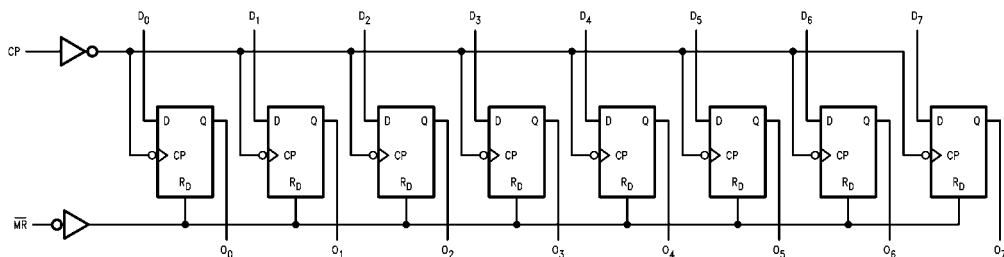 D0 D1 D2 D3 D4 D5 D6 D7
CP
D Q D Q D Q D Q D Q D Q D Q D Q
CP CP CP CP CP CP CP CP
RD RD RD RD RD RD RD RD
MR
O0 O1 O2 O3 O4 O5 O6 O7